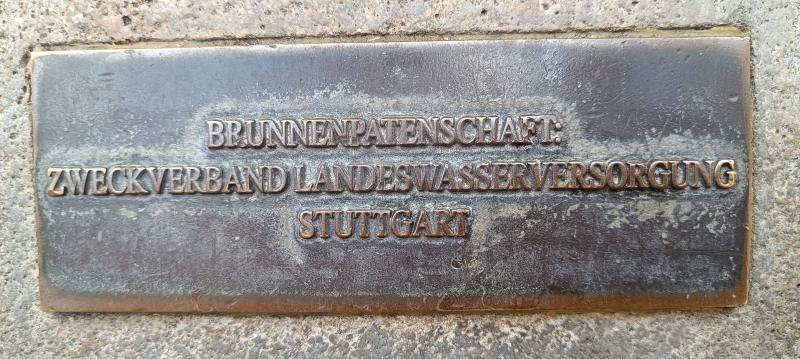 BRUNNENPATENSCHAFT:
ZWECKVERBAND LANDESWASSERVERSORGUNG
STUTTGART